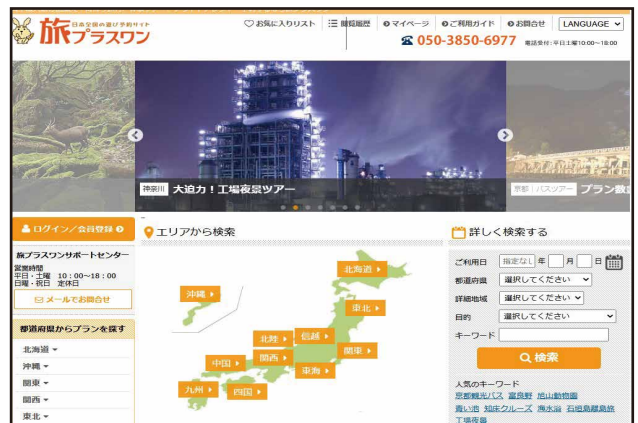 日本全国の遊び予約サイト
旅プラスワン
お気に入りリスト
閲覧履歴
マイページ
ご利用ガイド
お問合せ
LANGUAGE
050-3850-6977 電話受付:平日土曜10:00~18:00
神奈川 大迫力!工場夜景ツアー
京都|バスツアー プラン数
ログイン/会員登録
エリアから検索
詳しく検索する
旅プラスワンサポートセンター
営業時間
平日・土曜 10:00~18:00
日曜・祝日 定休日
メールでお問合せ
都道府県からプランを探す
北海道
沖縄
関東
関西
東北
北海道
沖縄
東北
北陸
信越
関東
中国
関西
東海
九州
四国
ご利用日 指定なし 年 月 日
都道府県 選択してください
詳細地域 選択してください
目的 選択してください
キーワード
検索
人気のキーワード
京都観光バス 富良野 旭山動物園
青い池 知床クルーズ 海水浴 石垣島離島旅
工場夜景